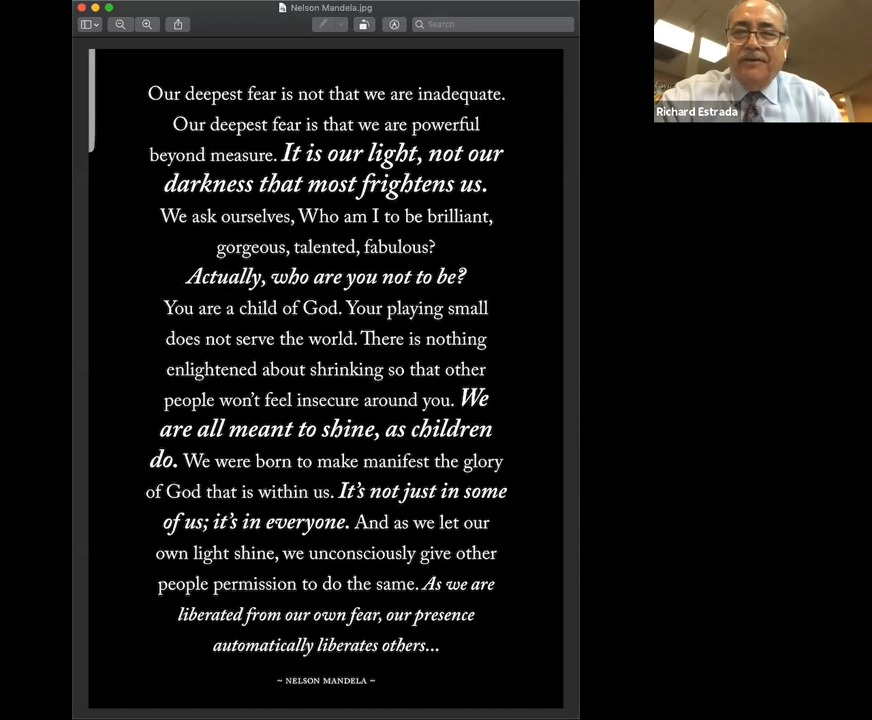 Nelson Mandela.jpg
Search
Our deepest fear is not that we are inadequate.
Our deepest fear is that we are powerful
beyond measure. It is our light, not our
darkness that most frightens us.
We ask ourselves, Who am I to be brilliant,
gorgeous, talented, fabulous?
Actually, who are you not to be?
You are a child of God. Your playing small
does not serve the world. There is nothing
enlightened about shrinking so that other
people won't feel insecure around you. We
are all meant to shine, as children
do. We were born to make manifest the glory
of God that is within us. It's not just in some
of us; it's in everyone. And as we let our
own light shine, we unconsciously give other
people permission to do the same. As we are
liberated from our own fear, our presence
automatically liberates others...
~ NELSON MANDELA ~
Richard Estrada